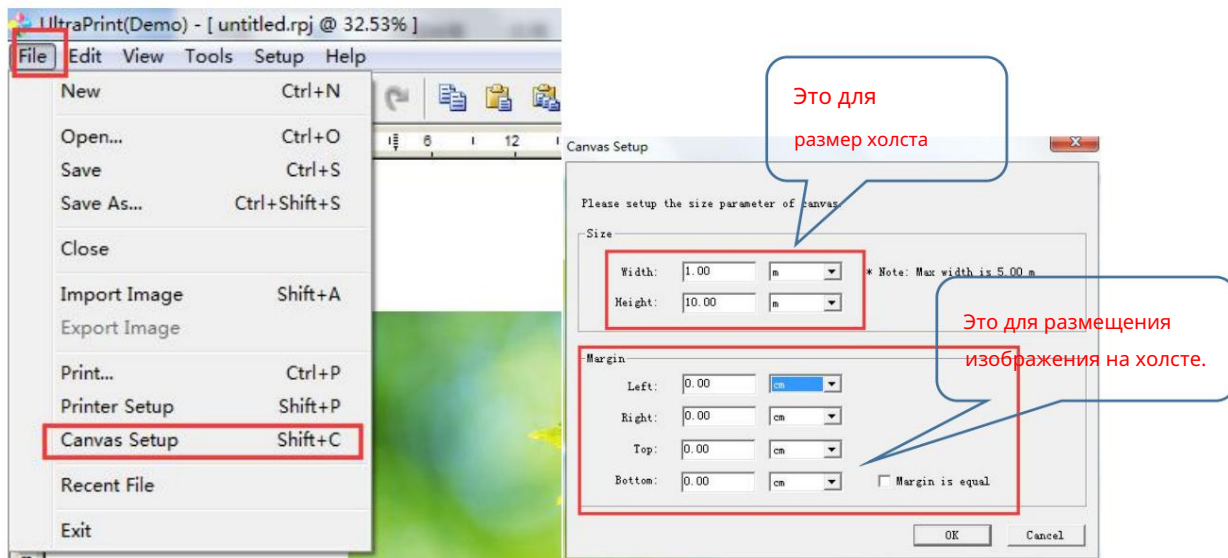 UltraPrint(Demo) - [ untitled.rpj @ 32.53% ]
File Edit View Tools Setup Help
New Ctrl+N
Open... Ctrl+O
Save Ctrl+S
Save As... Ctrl+Shift+S
Close
Import Image Shift+A
Export Image
Print... Ctrl+P
Printer Setup Shift+P
Canvas Setup Shift+C
Recent File
Exit
6 12
Это для
размер холста
Canvas Setup
Please setup the size parameter of canvas.
Size
Width: 1.00 m * Note: Max width is 5.00 m
Height: 10.00 m
Это для размещения
изображения на холсте.
Margin
Left: 0.00 cm
Right: 0.00 cm
Top: 0.00 cm
Bottom: 0.00 cm Margin is equal
OK Cancel